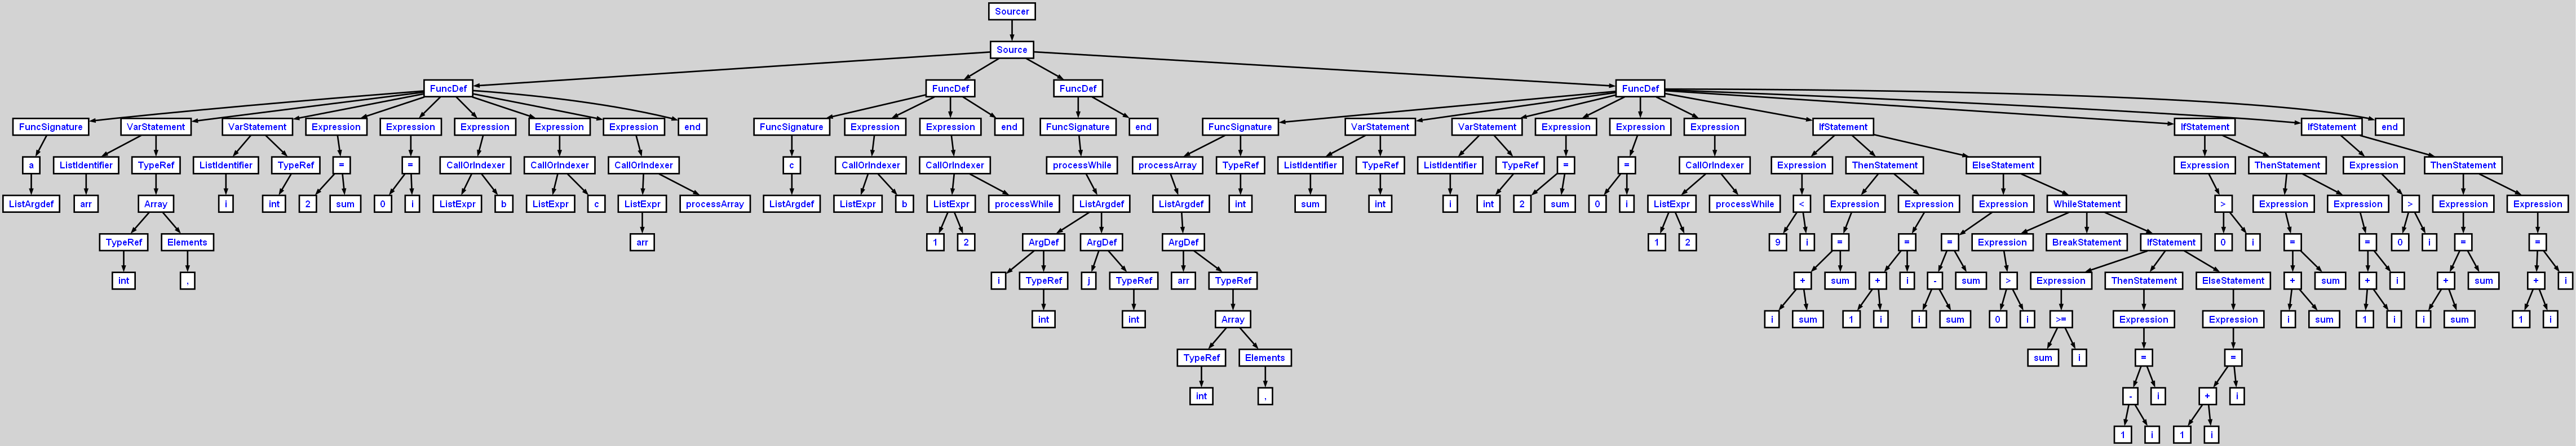 Sourcer
Source
FuncDef FuncDef FuncDef FuncDef
FuncSignature VarStatement VarStatement Expression Expression Expression Expression Expression end FuncSignature Expression Expression end FuncSignature end FuncSignature VarStatement VarStatement Expression Expression Expression IfStatement IfStatement IfStatement end
a ListIdentifier TypeRef ListIdentifier TypeRef = = CallOrIndexer CallOrIndexer CallOrIndexer c CallOrIndexer CallOrIndexer processWhile processArray TypeRef ListIdentifier TypeRef ListIdentifier TypeRef = = CallOrIndexer Expression ThenStatement ElseStatement Expression ThenStatement Expression ThenStatement
ListArgdef arr Array i int 2 sum 0 i ListExpr b ListExpr c ListExpr processArray ListArgdef ListExpr b ListExpr processWhile ListArgdef ListArgdef int sum int i int 2 sum 0 i ListExpr processWhile < Expression Expression Expression WhileStatement > Expression Expression > Expression Expression
TypeRef Elements arr 1 2 ArgDef ArgDef ArgDef 1 2 9 i = = = Expression BreakStatement IfStatement 0 i = = 0 i = =
int , i TypeRef j TypeRef arr TypeRef + sum + i - sum > Expression ThenStatement ElseStatement + sum + i + sum + i
int int Array i sum 1 i i sum 0 i >= Expression Expression i sum 1 i i sum 1 i
TypeRef Elements sum i = =
int , - i + i
1 i 1 i